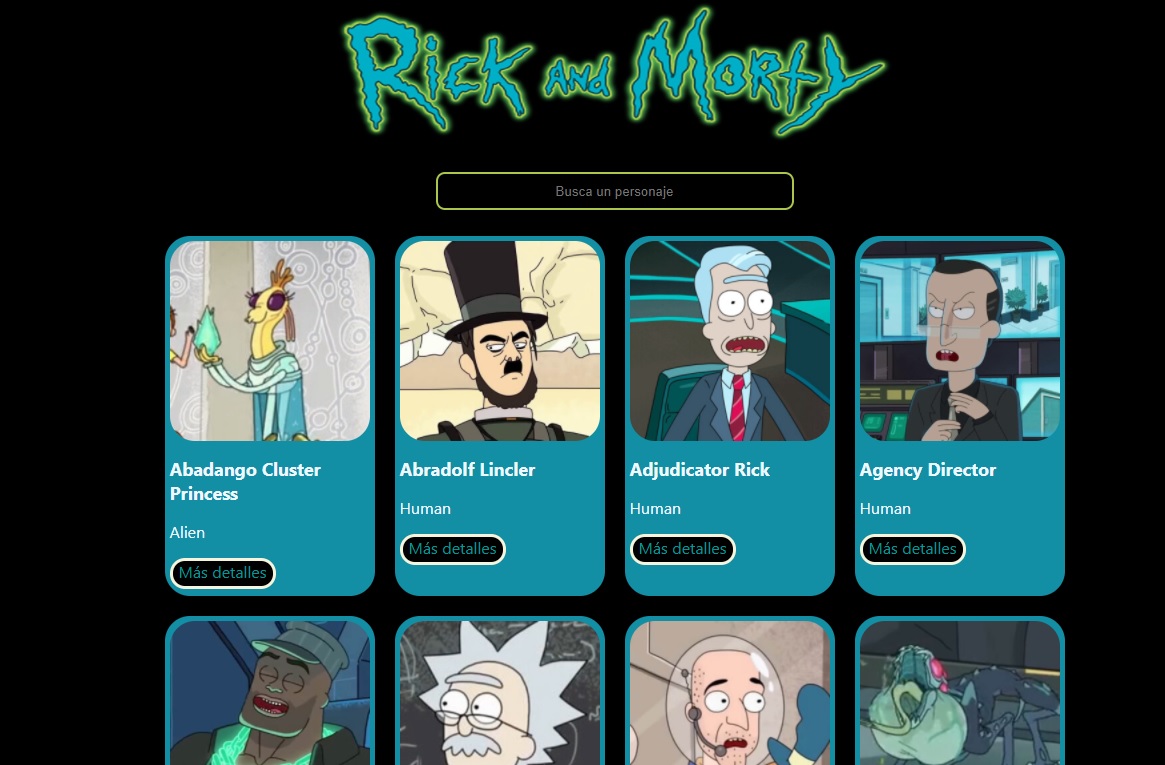 Rick and Morty
Busca un personaje
Abadango Cluster
Princess
Alien
Más detalles
Abradolf Lincler
Human
Más detalles
Adjudicator Rick
Human
Más detalles
Agency Director
Human
Más detalles